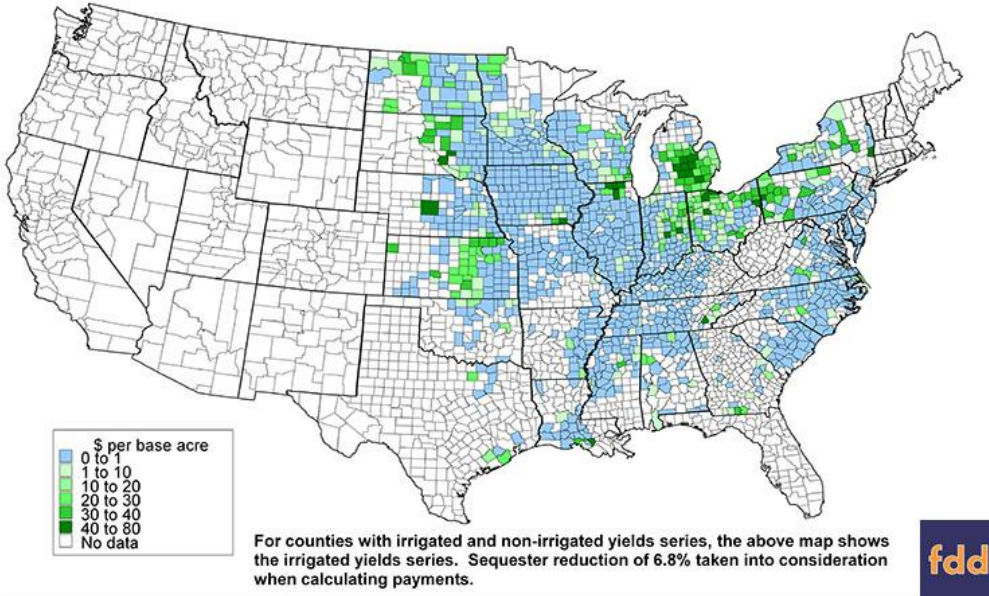 $ per base acre
0 to 1
1 to 10
10 to 20
20 to 30
30 to 40
40 to 80
No data
For counties with irrigated and non-irrigated yields series, the above map shows
the irrigated yields series.  Sequester reduction of 6.8% taken into consideration
when calculating payments.
fdd